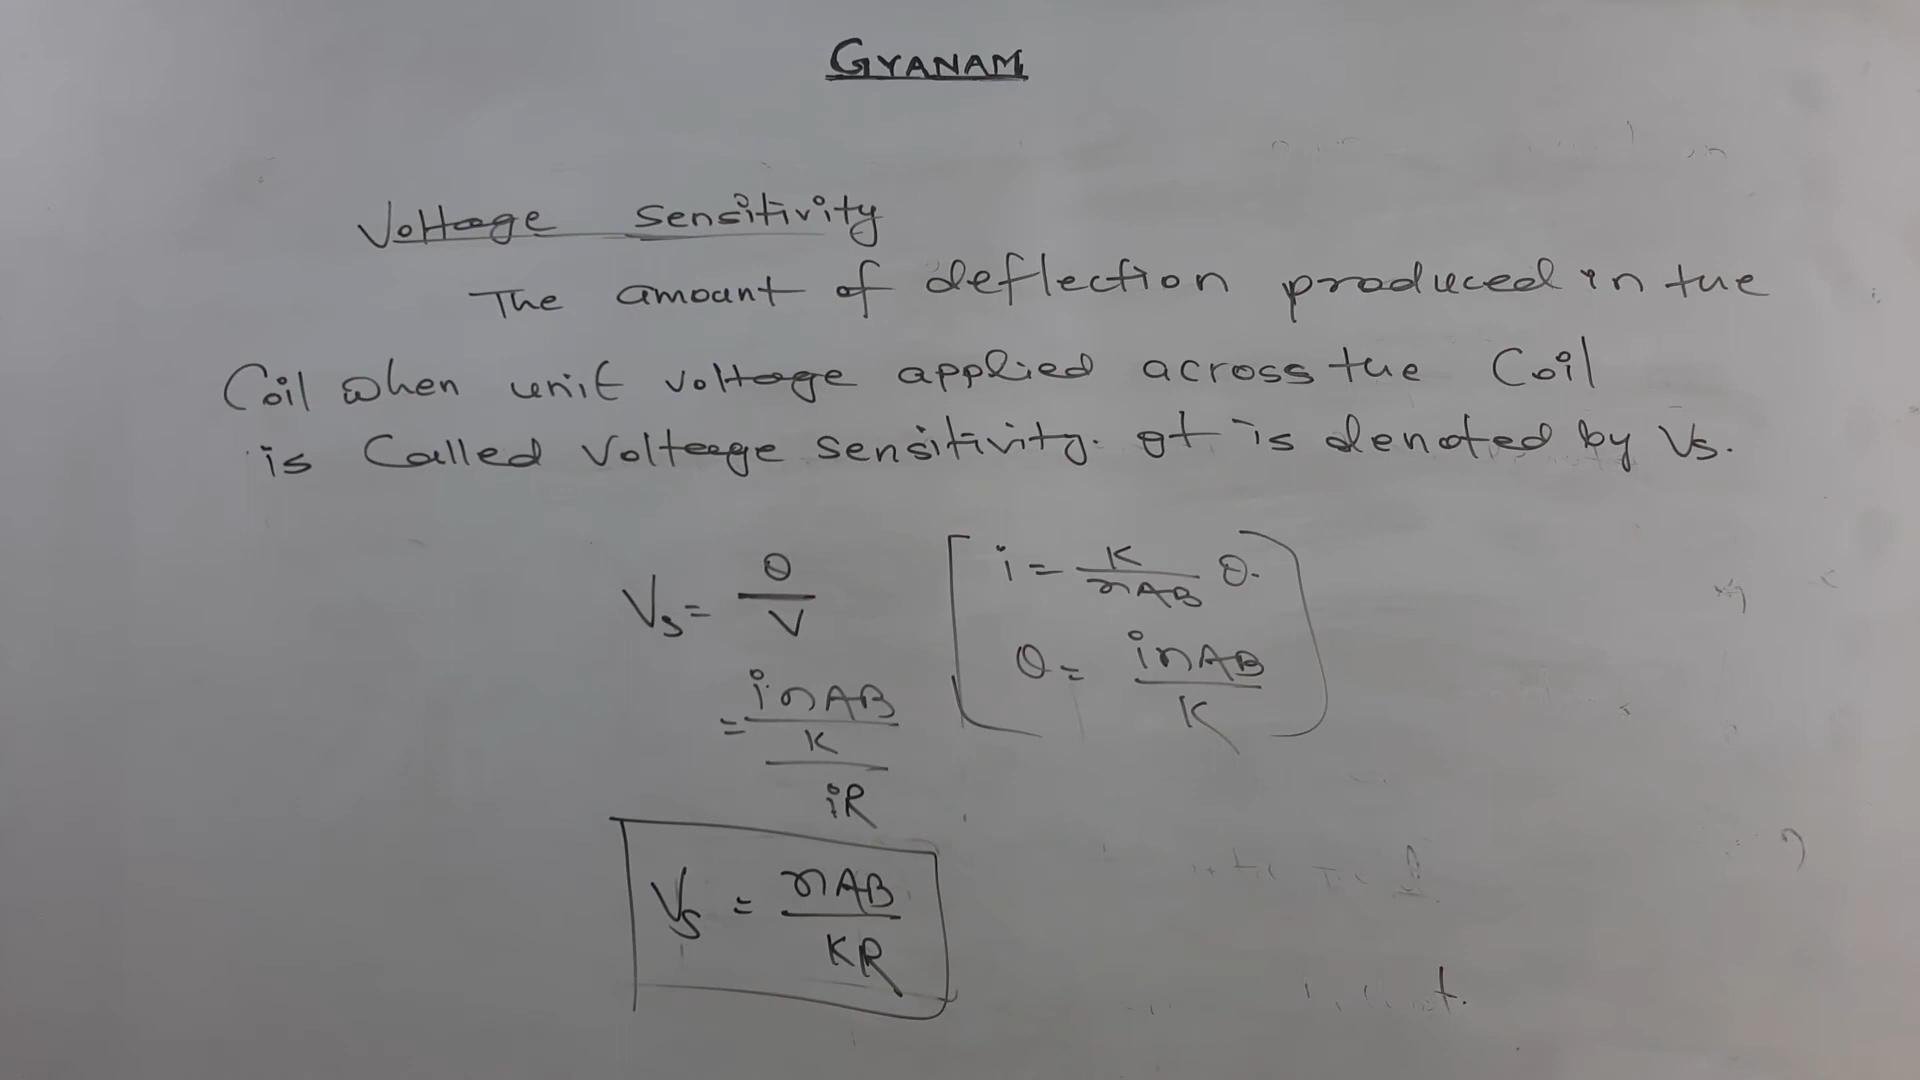 GYANAM
Voltage sensitivity
The amount of deflection produced in the
Coil when unit voltage applied across the Coil
is Called Volteage sensitivity. It is denoted by Vs.
Vs = θ / V
[ i = K / nAB θ.
θ = inAB / K ]
= inAB / K / iR
Vs = nAB / KR